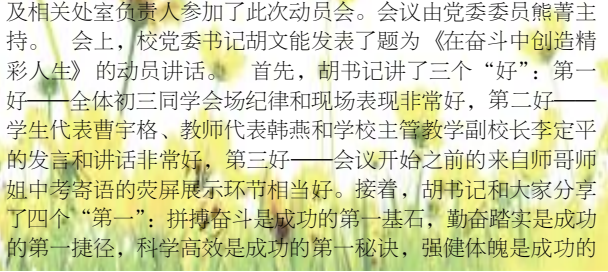 及相关处室负责人参加了此次动员会。会议由党委委员熊菁主
持。 会上，校党委书记胡文能发表了题为《在奋斗中创造精
彩人生》的动员讲话。 首先，胡书记讲了三个“好”：第一
好——全体初三同学会场纪律和现场表现非常好，第二好——
学生代表曹宇格、教师代表韩燕和学校主管教学副校长李定平
的发言和讲话非常好，第三好——会议开始之前的来自师哥师
姐中考寄语的荧屏展示环节相当好。接着，胡书记和大家分享
了四个“第一”：拼搏奋斗是成功的第一基石，勤奋踏实是成功
的第一捷径，科学高效是成功的第一秘诀，强健体魄是成功的